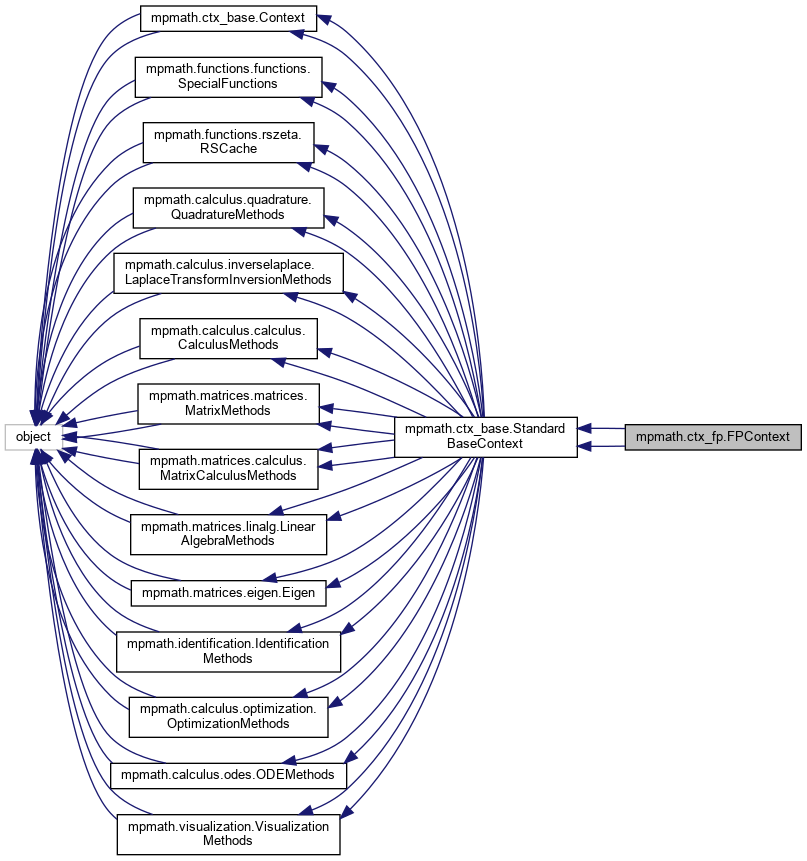 mpmath.ctx_base.Context
mpmath.functions.functions.
SpecialFunctions
mpmath.functions.rszeta.
RSCache
mpmath.calculus.quadrature.
QuadratureMethods
mpmath.calculus.inverselaplace.
LaplaceTransformInversionMethods
mpmath.calculus.calculus.
CalculusMethods
mpmath.matrices.matrices.
MatrixMethods
object
mpmath.ctx_base.Standard
BaseContext
mpmath.ctx_fp.FPContext
mpmath.matrices.calculus.
MatrixCalculusMethods
mpmath.matrices.linalg.Linear
AlgebraMethods
mpmath.matrices.eigen.Eigen
mpmath.identification.Identification
Methods
mpmath.calculus.optimization.
OptimizationMethods
mpmath.calculus.odes.ODEMethods
mpmath.visualization.Visualization
Methods